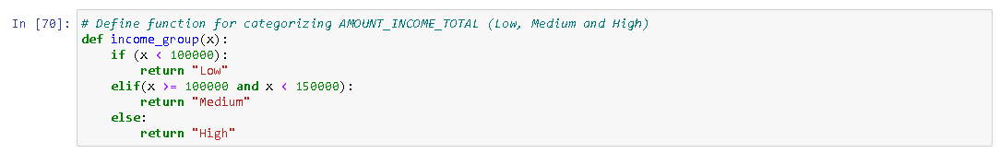 In [70]: # Define function for categorizing AMOUNT_INCOME_TOTAL (Low, Medium and High)
def income_group(x):
    if (x < 100000):
        return "Low"
    elif(x >= 100000 and x < 150000):
        return "Medium"
    else:
        return "High"